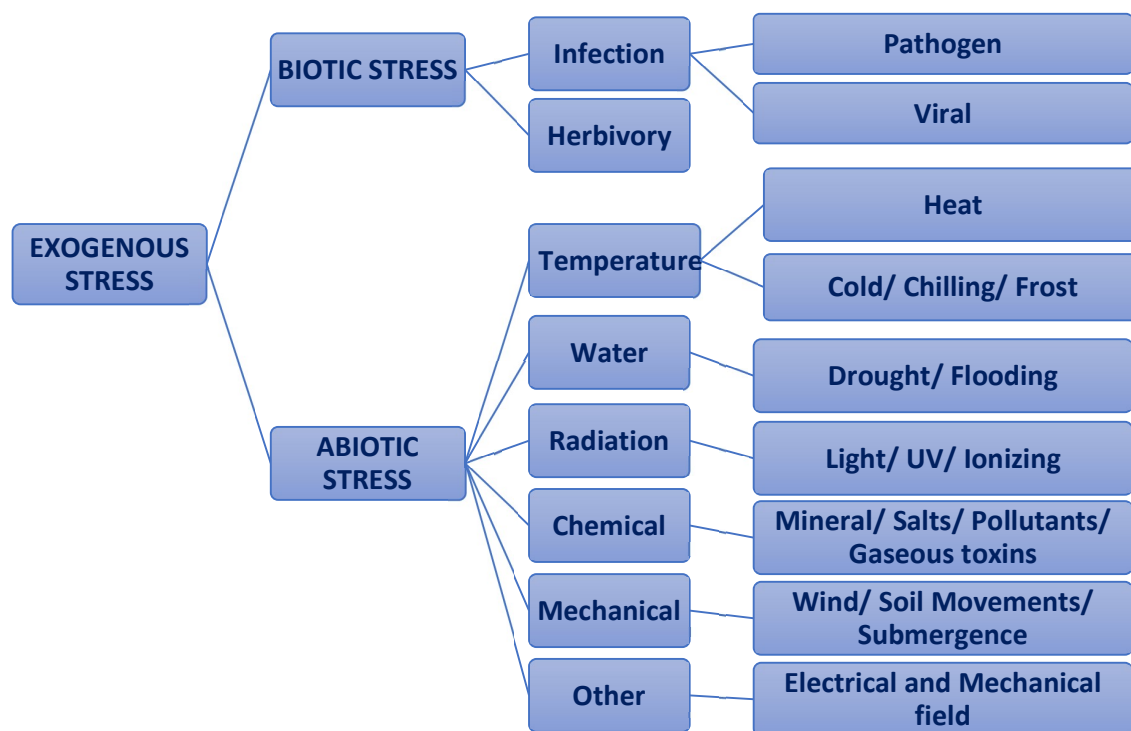 EXOGENOUS
STRESS
BIOTIC STRESS
Infection
Pathogen
Viral
Herbivory
ABIOTIC
STRESS
Temperature
Heat
Cold/ Chilling/ Frost
Water
Drought/ Flooding
Radiation
Light/ UV/ Ionizing
Chemical
Mineral/ Salts/ Pollutants/
Gaseous toxins
Mechanical
Wind/ Soil Movements/
Submergence
Other
Electrical and Mechanical
field